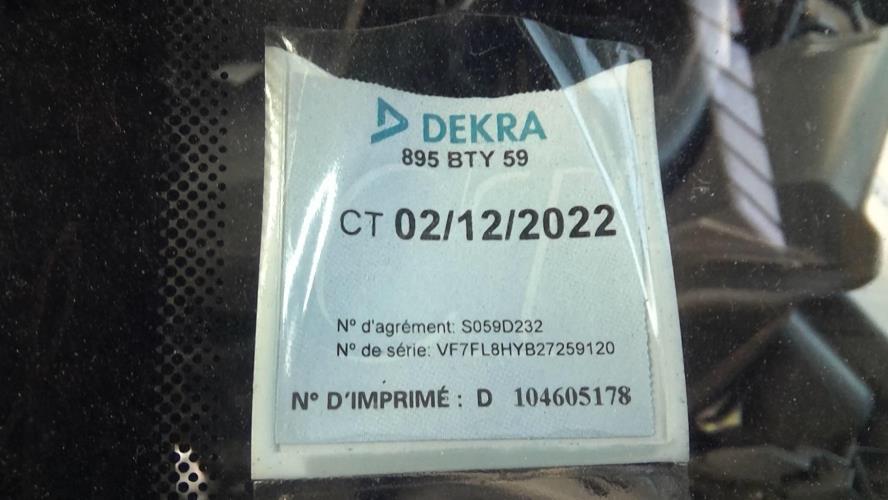 DEKRA
895 BTY 59
CT 02/12/2022
N° d'agrément: S059D232
N° de série: VF7FL8HYB27259120
N° D'IMPRIMÉ : D 104605178